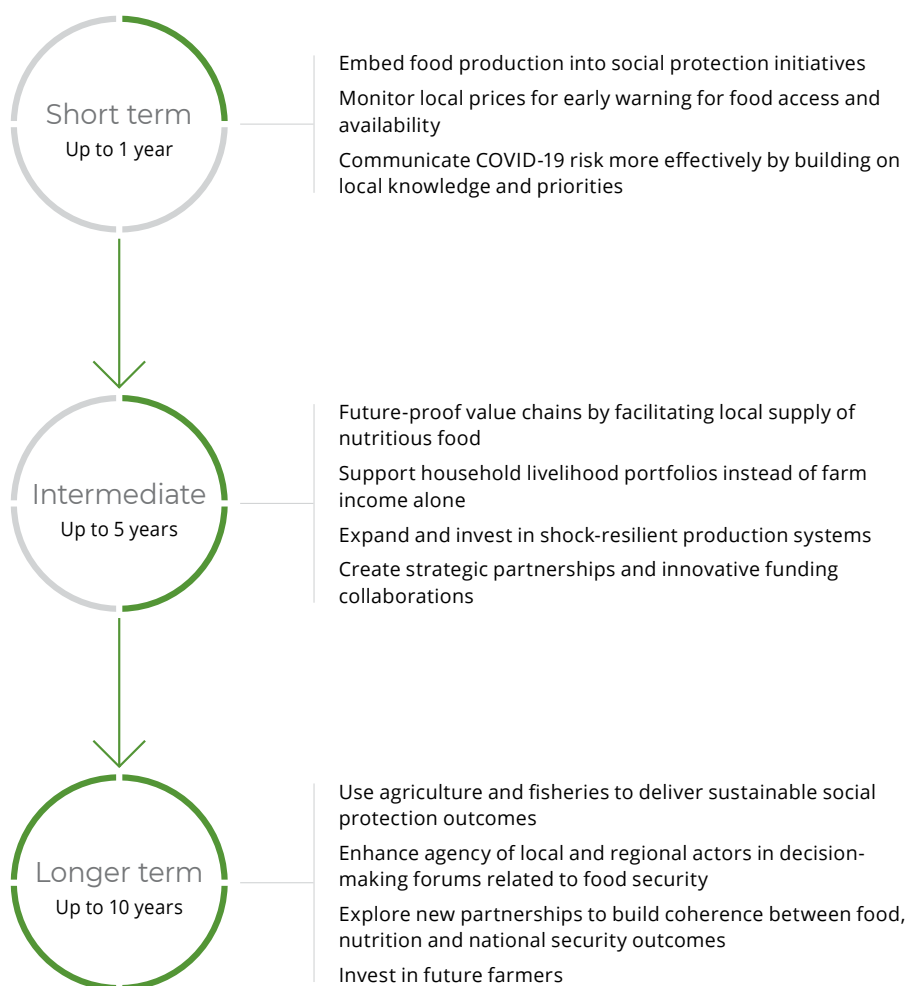 Short term
Up to 1 year
Embed food production into social protection initiatives
Monitor local prices for early warning for food access and
availability
Communicate COVID-19 risk more effectively by building on
local knowledge and priorities
Intermediate
Up to 5 years
Future-proof value chains by facilitating local supply of
nutritious food
Support household livelihood portfolios instead of farm
income alone
Expand and invest in shock-resilient production systems
Create strategic partnerships and innovative funding
collaborations
Longer term
Up to 10 years
Use agriculture and fisheries to deliver sustainable social
protection outcomes
Enhance agency of local and regional actors in decision-
making forums related to food security
Explore new partnerships to build coherence between food,
nutrition and national security outcomes
Invest in future farmers